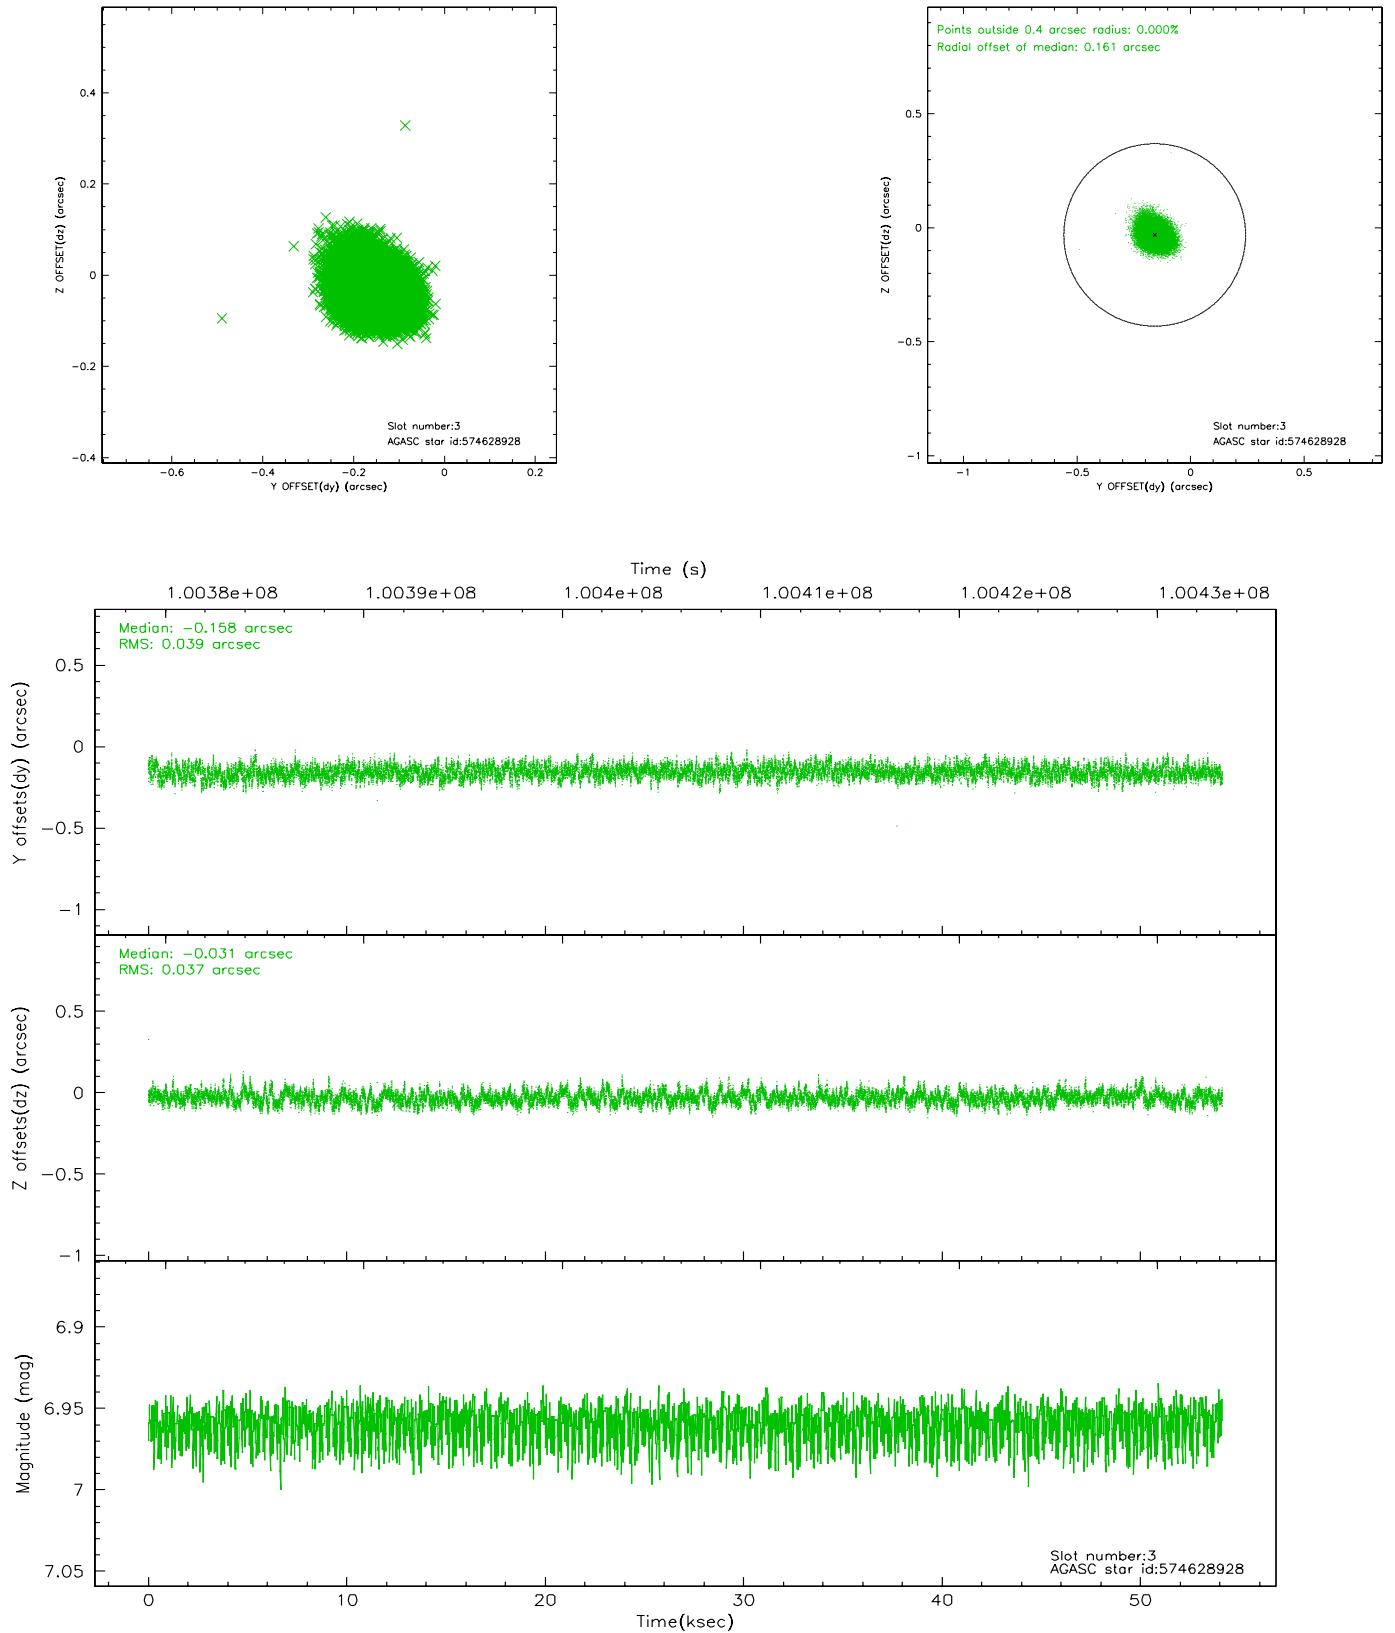 Points outside 0.4 arcsec radius: 0.000%
Radial offset of median: 0.161 arcsec
0.4
0.2
0
−0.2
−0.4
Z OFFSET(dz) (arcsec)
Slot number:3
AGASC star id:574628928
−0.6
−0.4
−0.2
0
0.2
Y OFFSET(dy) (arcsec)
0.5
0
−0.5
−1
Z OFFSET(dz) (arcsec)
Slot number:3
AGASC star id:574628928
−1
−0.5
0
0.5
Y OFFSET(dy) (arcsec)
Time (s)
1.0038e+08
1.0039e+08
1.004e+08
1.0041e+08
1.0042e+08
1.0043e+08
Median: −0.158 arcsec
RMS: 0.039 arcsec
0.5
0
−0.5
−1
Y offsets(dy) (arcsec)
Median: −0.031 arcsec
RMS: 0.037 arcsec
0.5
0
−0.5
−1
Z offsets(dz) (arcsec)
6.9
6.95
7
7.05
Magnitude (mag)
Slot number:3
AGASC star id:574628928
0
10
20
30
40
50
Time(ksec)